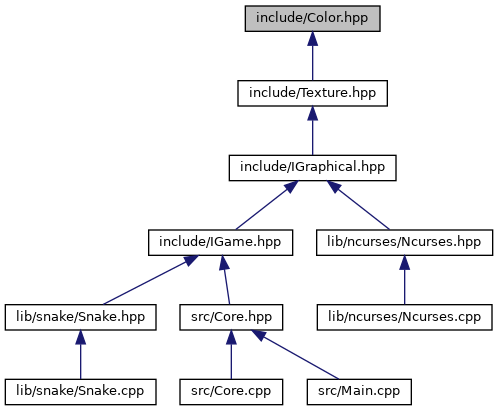 include/Color.hpp
include/Texture.hpp
include/IGraphical.hpp
include/IGame.hpp
lib/ncurses/Ncurses.hpp
lib/snake/Snake.hpp
src/Core.hpp
lib/ncurses/Ncurses.cpp
lib/snake/Snake.cpp
src/Core.cpp
src/Main.cpp